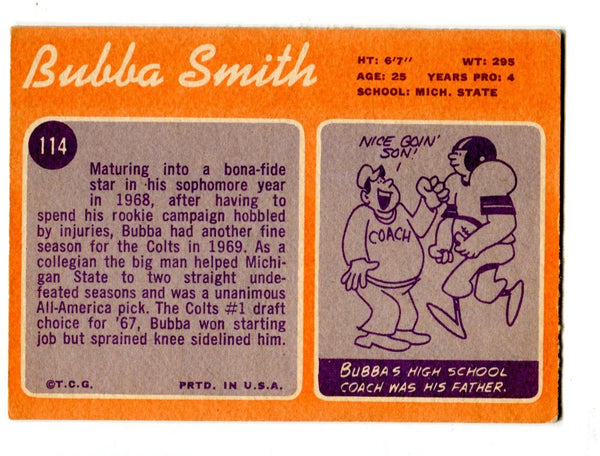 Bubba Smith
HT: 6'7" WT: 295
AGE: 25 YEARS PRO: 4
SCHOOL: MICH. STATE
114
Maturing into a bona-fide
star in his sophomore year
in 1968, after having to
spend his rookie campaign hobbled
by injuries, Bubba had another fine
season for the Colts in 1969. As a
collegian the big man helped Michi-
gan State to two straight unde-
feated seasons and was a unanimous
All-America pick. The Colts #1 draft
choice for '67, Bubba won starting
job but sprained knee sidelined him.
©T.C.G. PRTD. IN U.S.A.
NICE GOIN'
SON!
COACH
BUBBA'S HIGH SCHOOL
COACH WAS HIS FATHER.